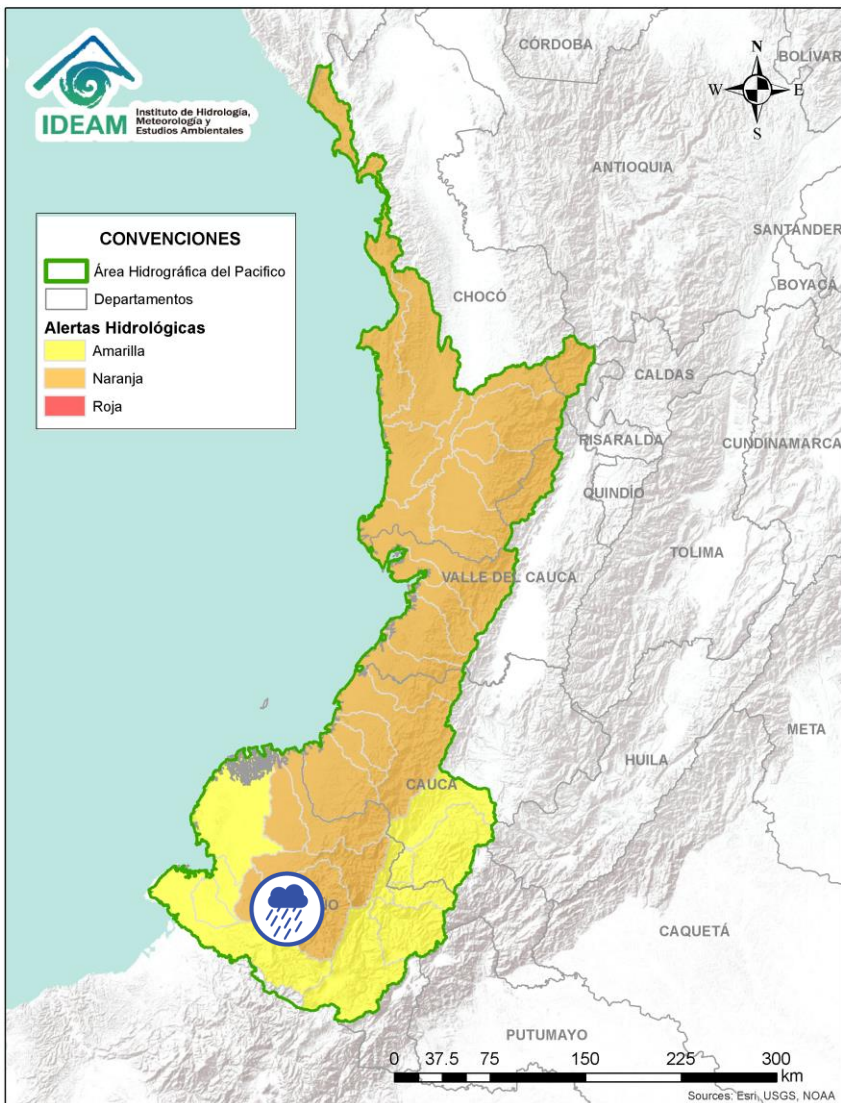 IDEAM
Instituto de Hidrología,
Meteorología y
Estudios Ambientales
CÓRDOBA
BOLÍVAR
N
W
E
S
ANTIOQUIA
SANTANDER
BOYACÁ
CONVENCIONES
Área Hidrográfica del Pacifico
Departamentos
Alertas Hidrológicas
Amarilla
Naranja
Roja
CHOCÓ
CALDAS
RISARALDA
CUNDINAMARCA
QUINDÍO
TOLIMA
VALLE DEL CAUCA
META
HUILA
CAUCA
CAQUETÁ
PUTUMAYO
0 37.5 75 150 225 300
km
Sources: Esri, USGS, NOAA